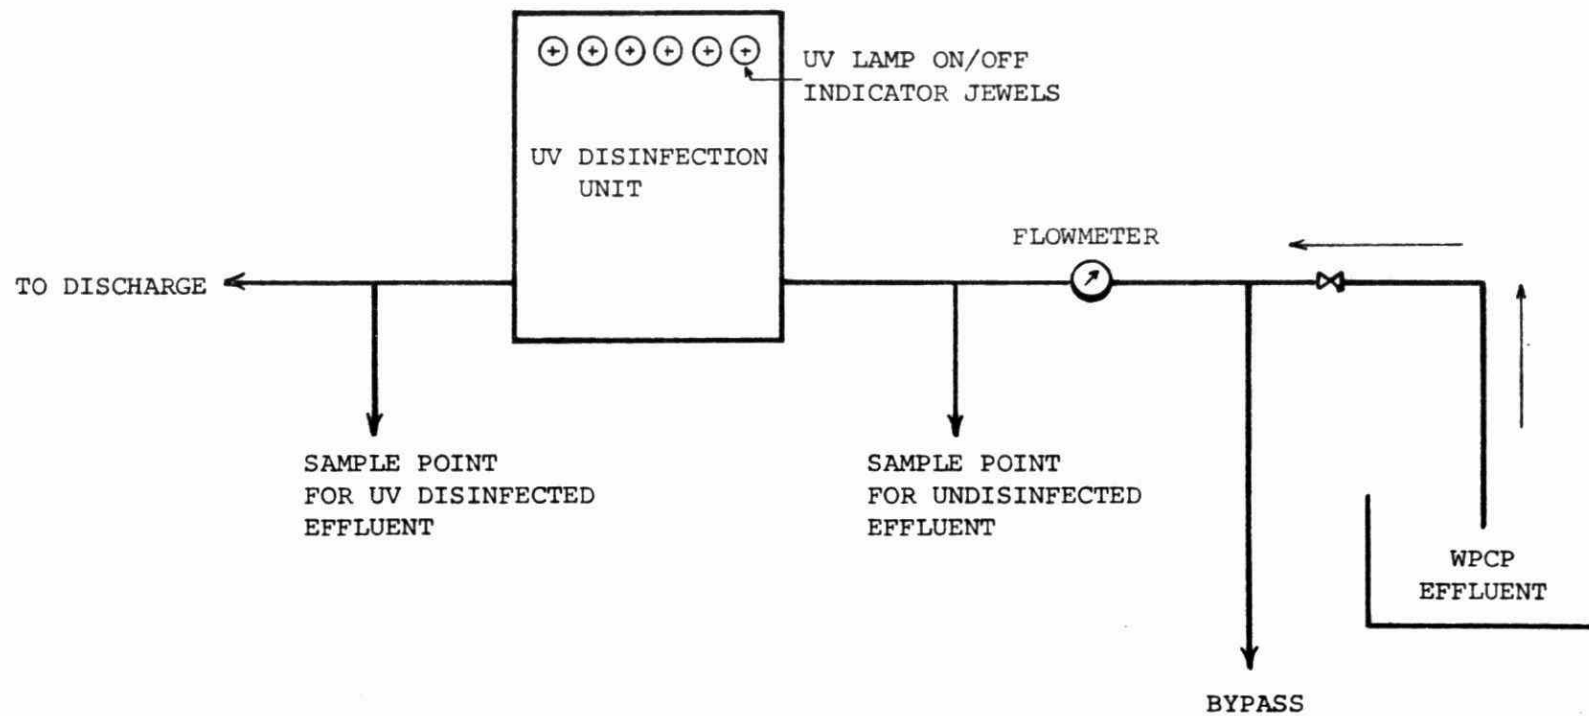 UV LAMP ON/OFF
INDICATOR JEWELS
UV DISINFECTION
UNIT
FLOWMETER
TO DISCHARGE
SAMPLE POINT
FOR UV DISINFECTED
EFFLUENT
SAMPLE POINT
FOR UNDISINFECTED
EFFLUENT
WPCP
EFFLUENT
BYPASS